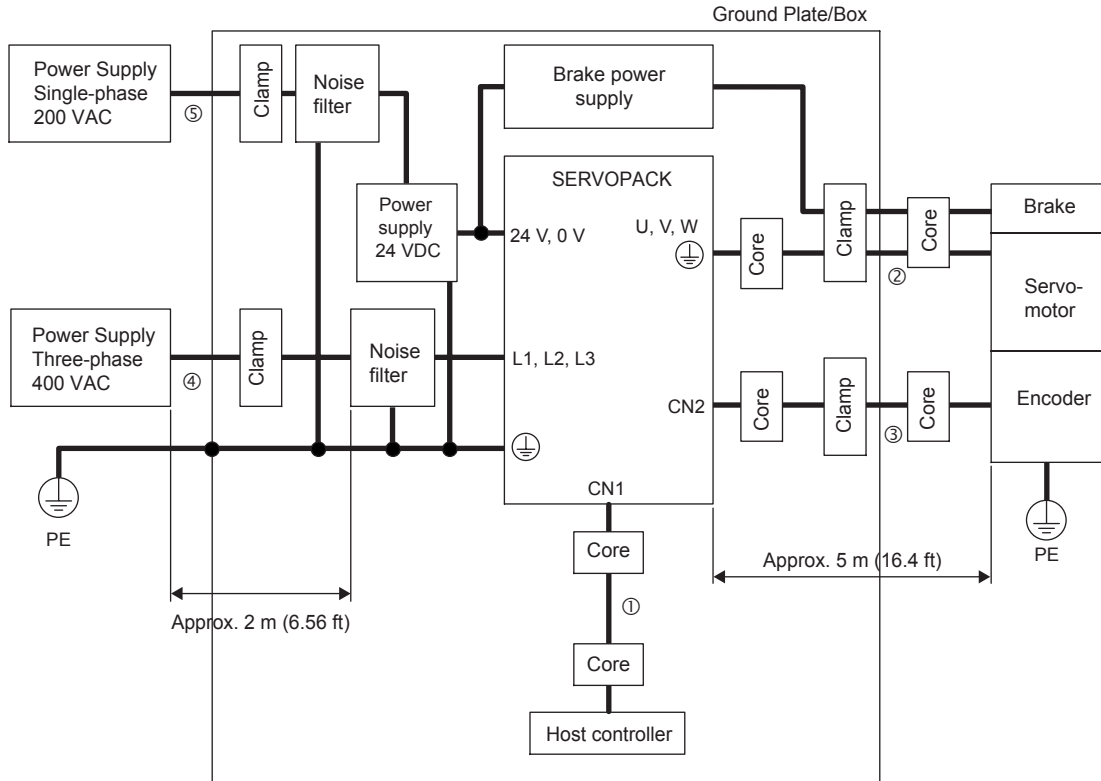 Ground Plate/Box
Power Supply
Single-phase
200 VAC
⑤
Clamp
Noise
filter
Brake power
supply
SERVOPACK
Power
supply
24 VDC
24 V, 0 V
U, V, W
Core
Clamp
Core
②
Brake
Servo-
motor
Power Supply
Three-phase
400 VAC
④
Clamp
Noise
filter
L1, L2, L3
CN2
Core
Clamp
Core
③
Encoder
PE
CN1
Core
①
Core
Host controller
Approx. 2 m (6.56 ft)
Approx. 5 m (16.4 ft)
PE